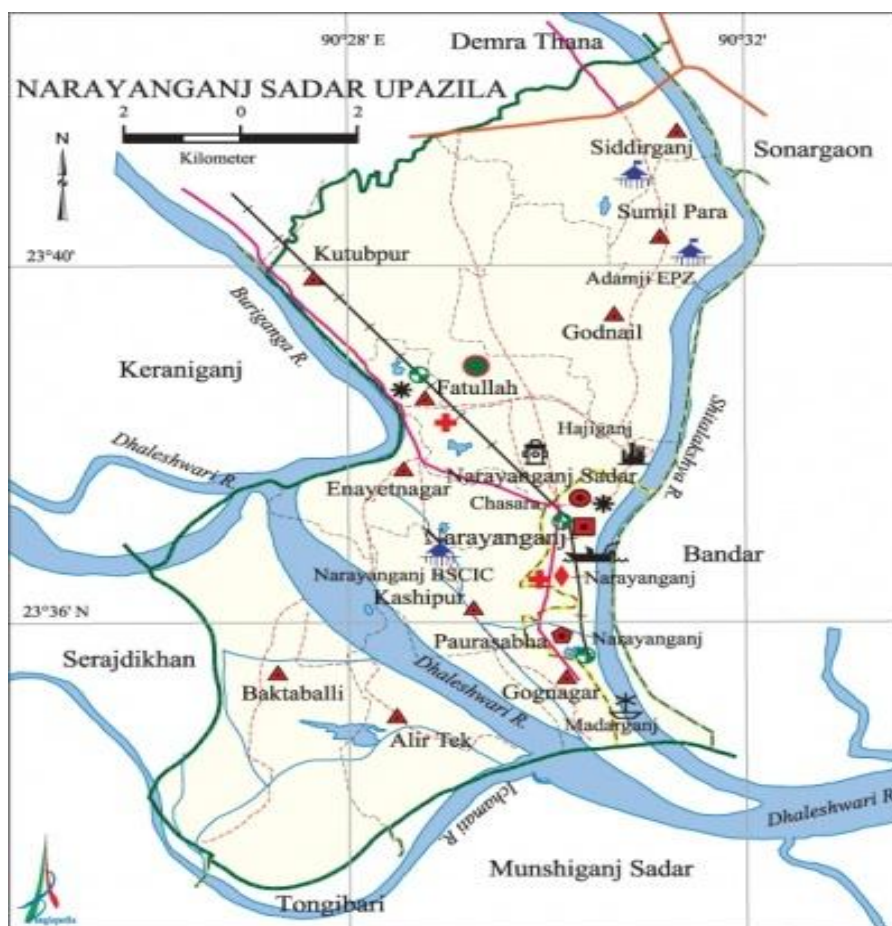 90°28' E
Demra Thana
90°32'
NARAYANGANJ SADAR UPAZILA
2 0 2
Kilometer
N
Siddirganj
Sonargaon
Sumil Para
23°40'
Kutubpur
Adamji EPZ
Buriganga R.
Godnail
Keraniganj
Fatullah
Shitalakshya R.
Hajiganj
Dhaleshwari R.
Enayetnagar
Narayanganj Sadar
Chasara
Narayanganj
Bandar
Narayanganj BSCIC
Narayanganj
Kashipur
23°36' N
Paurasabha
Narayanganj
Serajdikhan
Baktaballi
Dhaleshwari R.
Gognagar
Madarganj
Alir Tek
Ichamati R.
Dhaleshwari R.
Munshiganj Sadar
Tongibari